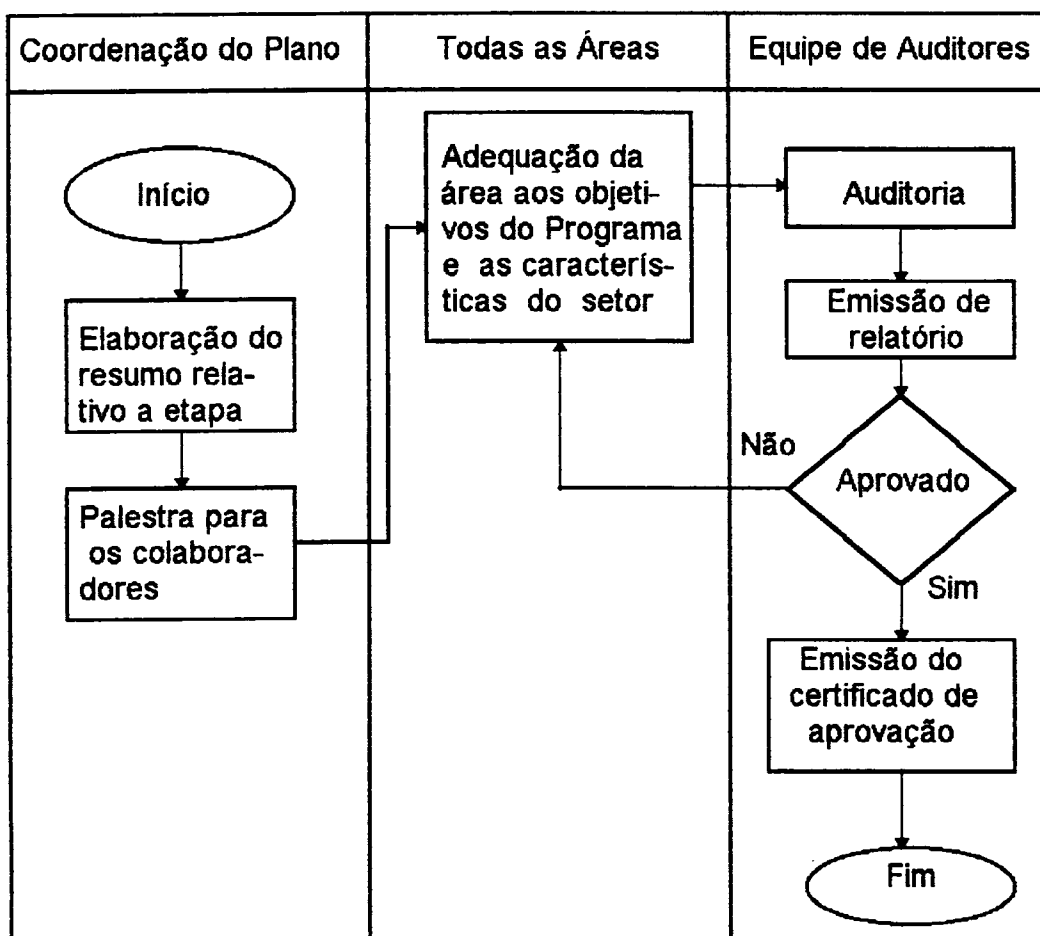 Coordenação do Plano
Todas as Áreas
Equipe de Auditores
Início
Elaboração do
resumo rela-
tivo a etapa
Palestra para
os colabora-
dores
Adequação da
área aos objeti-
vos do Programa
e as caracterís-
ticas do setor
Auditoria
Emissão de
relatório
Aprovado
Não
Sim
Emissão do
certificado de
aprovação
Fim